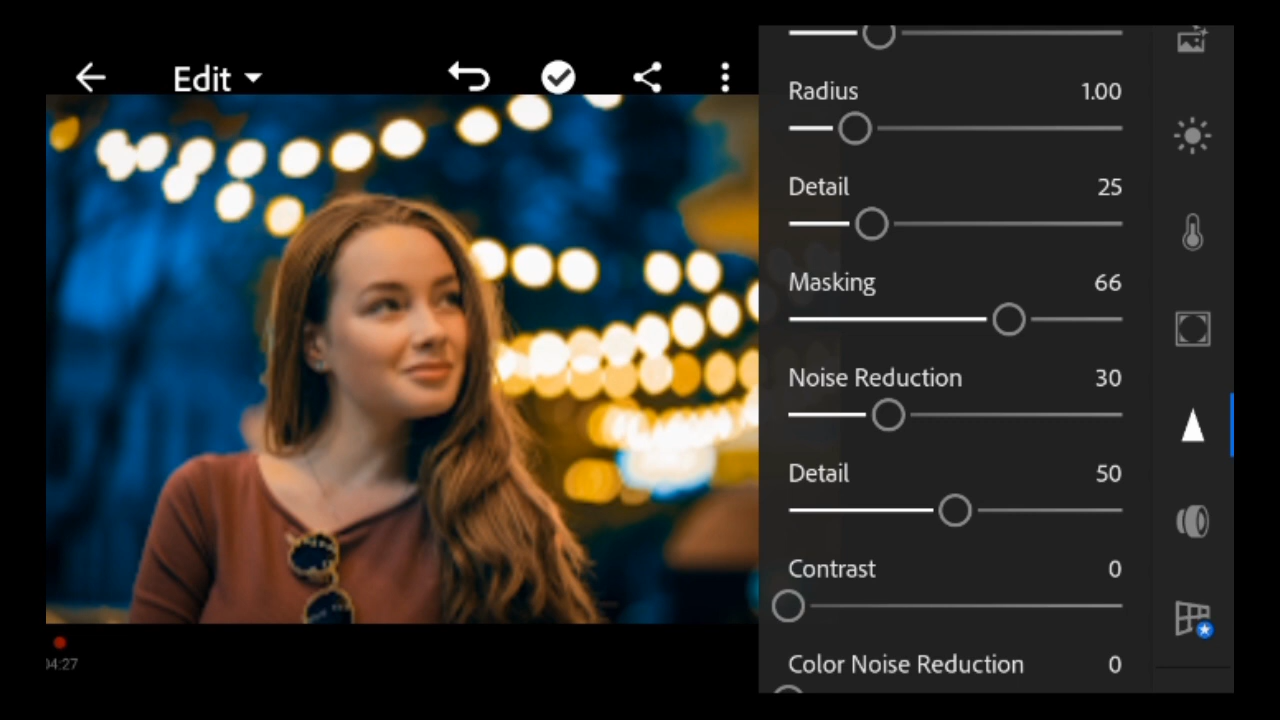 Edit
Radius 1.00
Detail 25
Masking 66
Noise Reduction 30
Detail 50
Contrast 0
Color Noise Reduction 0
04:27